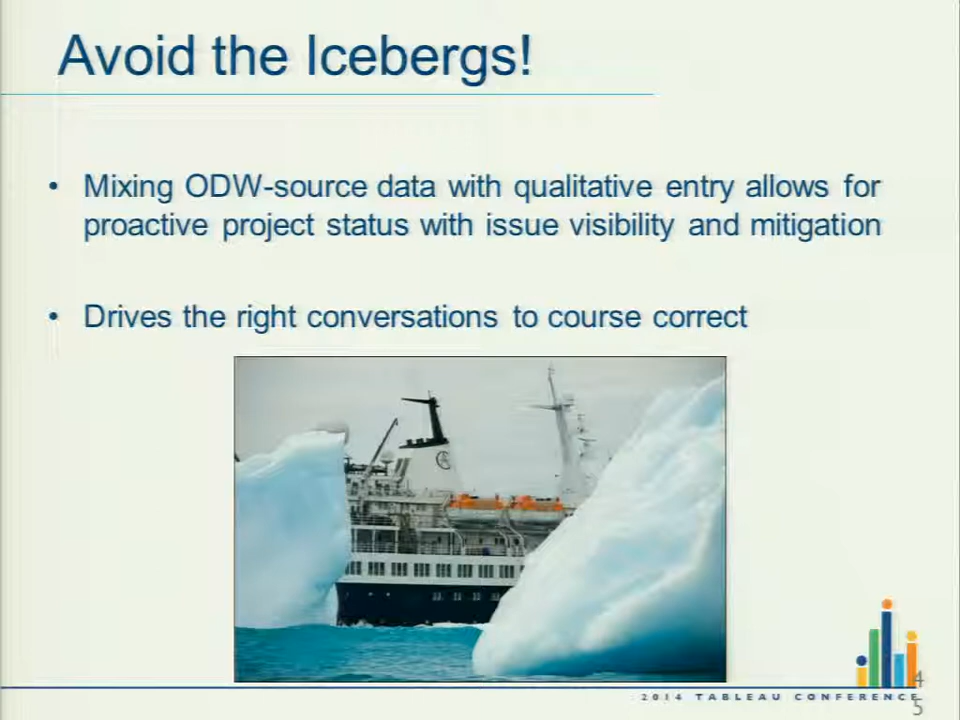 Avoid the Icebergs!
• Mixing ODW-source data with qualitative entry allows for
proactive project status with issue visibility and mitigation
• Drives the right conversations to course correct
2014 TABLEAU CONFERENCE
4
5